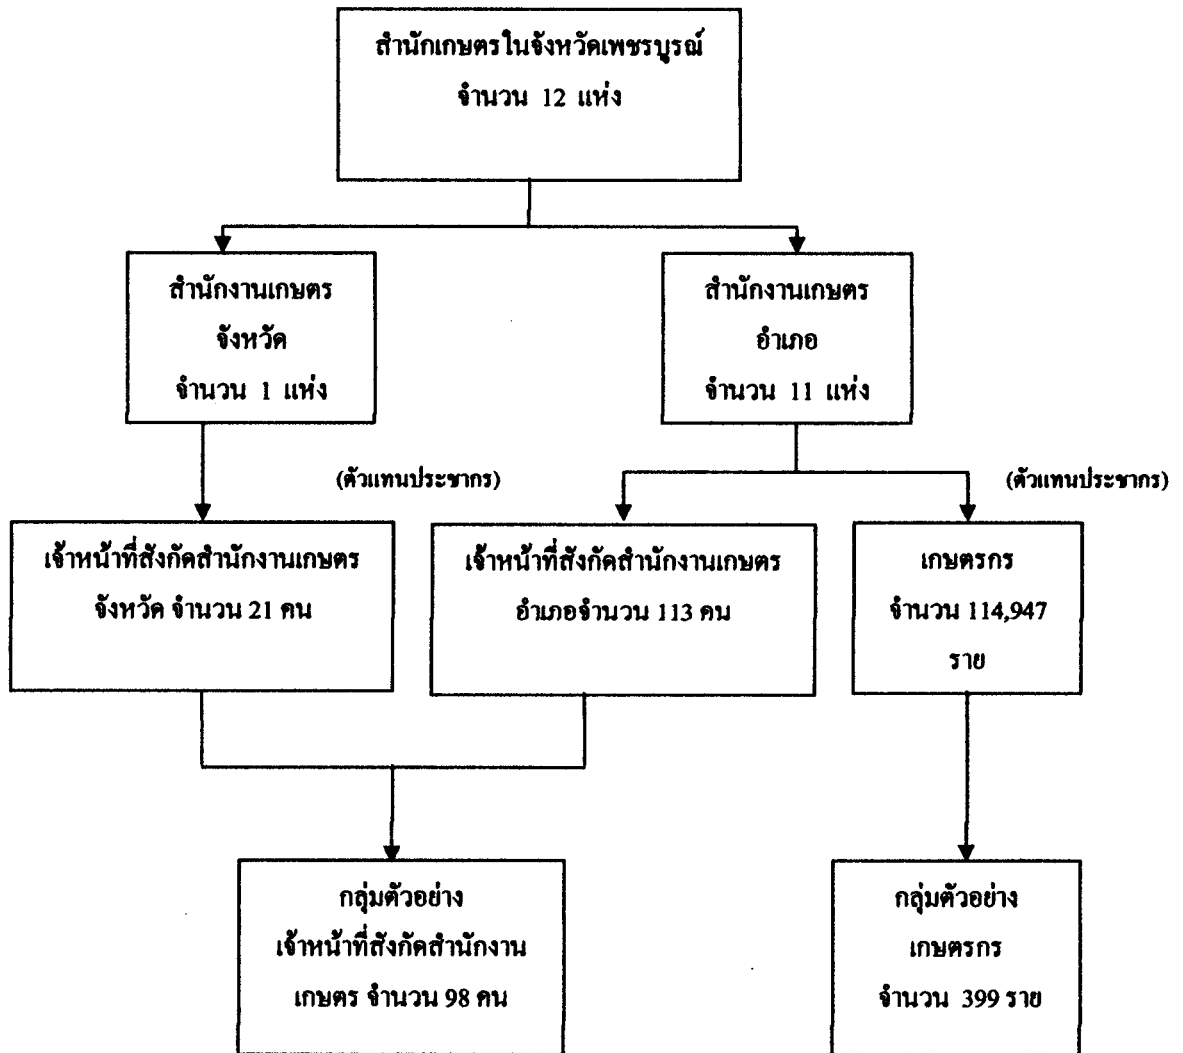 สำนักเกษตรในจังหวัดเพชรบูรณ์
จำนวน 12 แห่ง
สำนักงานเกษตร
จังหวัด
จำนวน 1 แห่ง
สำนักงานเกษตร
อำเภอ
จำนวน 11 แห่ง
(ตัวแทนประชากร)
(ตัวแทนประชากร)
เจ้าหน้าที่สังกัดสำนักงานเกษตร
จังหวัด จำนวน 21 คน
เจ้าหน้าที่สังกัดสำนักงานเกษตร
อำเภอจำนวน 113 คน
เกษตรกร
จำนวน 114,947
ราย
กลุ่มตัวอย่าง
เจ้าหน้าที่สังกัดสำนักงาน
เกษตร จำนวน 98 คน
กลุ่มตัวอย่าง
เกษตรกร
จำนวน 399 ราย